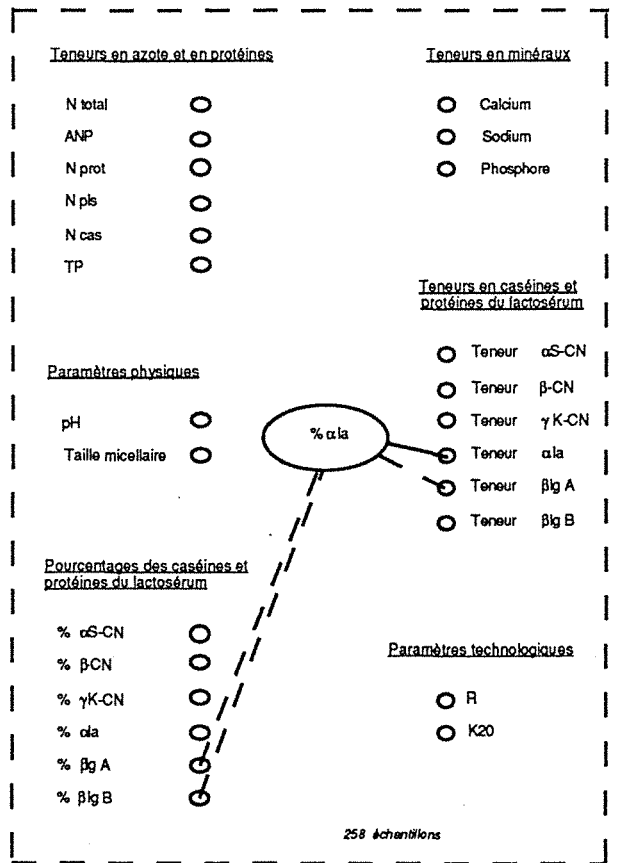 Teneurs en azote et en protéines
N total
ANP
N prot
N pls
N cas
TP
Teneurs en minéraux
Calcium
Sodium
Phosphore
Teneurs en caséines et
protéines du lactosérum
Teneur αS-CN
Teneur β-CN
Teneur γ K-CN
Teneur αla
Teneur βlg A
Teneur βlg B
Paramètres physiques
pH
Taille micellaire
% αla
Pourcentages des caséines et
protéines du lactosérum
% αS-CN
% β-CN
% γK-CN
% αla
% βlg A
% βlg B
Paramètres technologiques
R
K20
258 échantillons